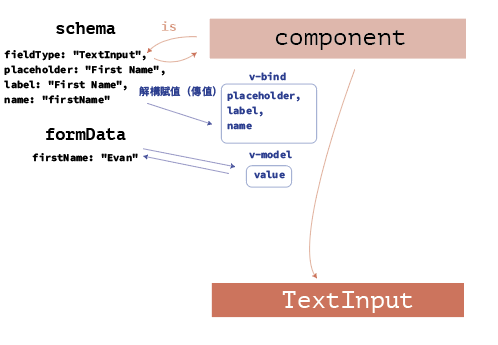 schema
is
component
fieldType: "TextInput",
placeholder: "First Name",
label: "First Name",
name: "firstName"
解構賦值 (傳值)
v-bind
placeholder,
label,
name
formData
firstName: "Evan"
v-model
value
TextInput